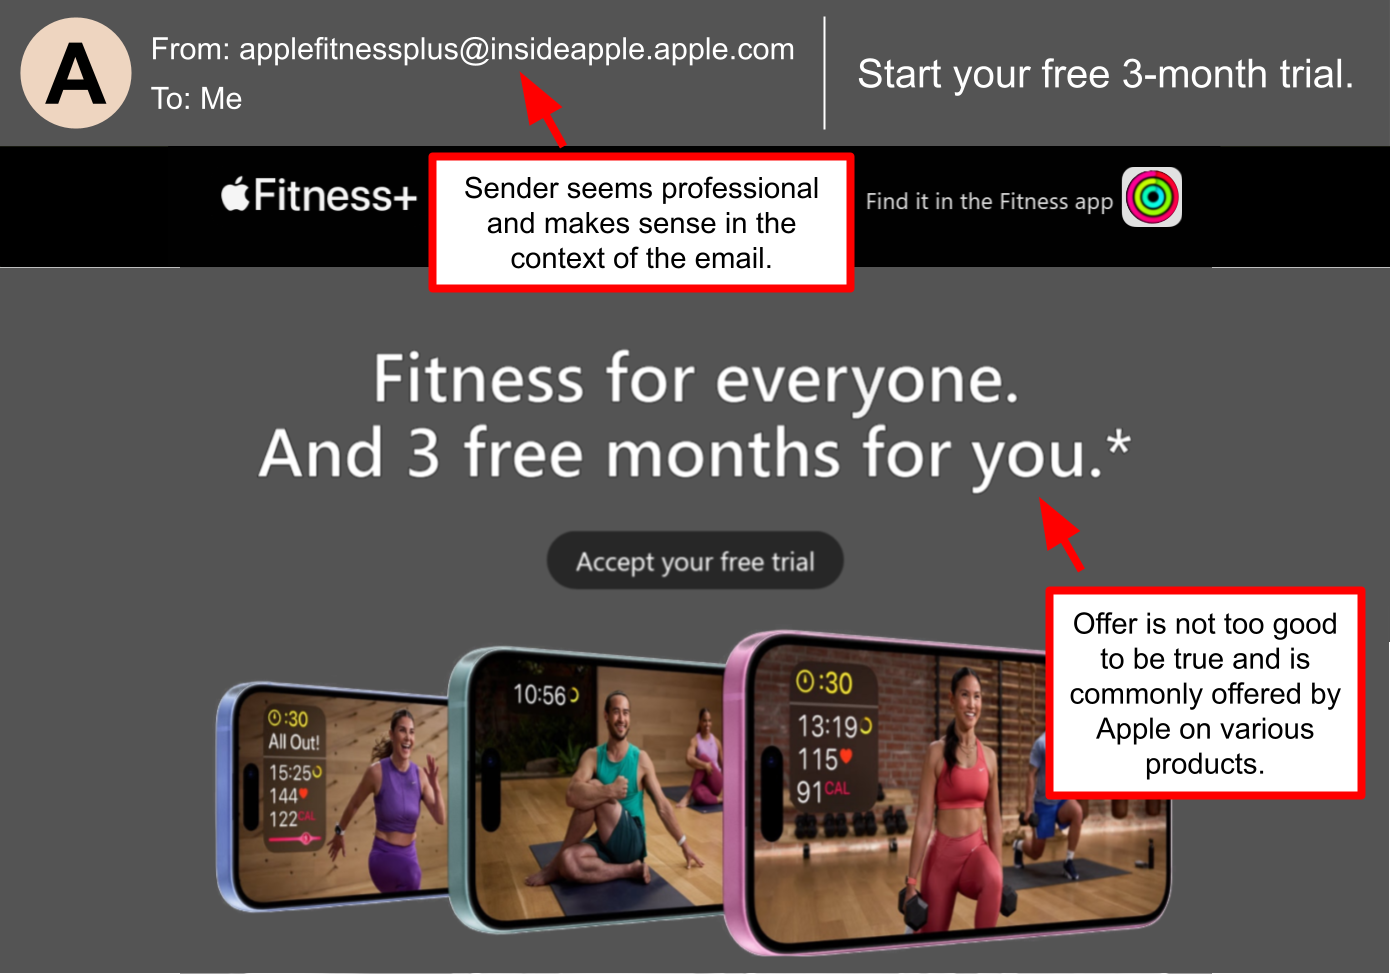 A
From: applefitnessplus@insideapple.apple.com
To: Me
Start your free 3-month trial.
Fitness+
Sender seems professional
and makes sense in the
context of the email.
Find it in the Fitness app
Fitness for everyone.
And 3 free months for you.*
Accept your free trial
Offer is not too good
to be true and is
commonly offered by
Apple on various
products.
:30
All Out!
15:25
144
122 CAL
10:56
:30
13:19
115
91 CAL